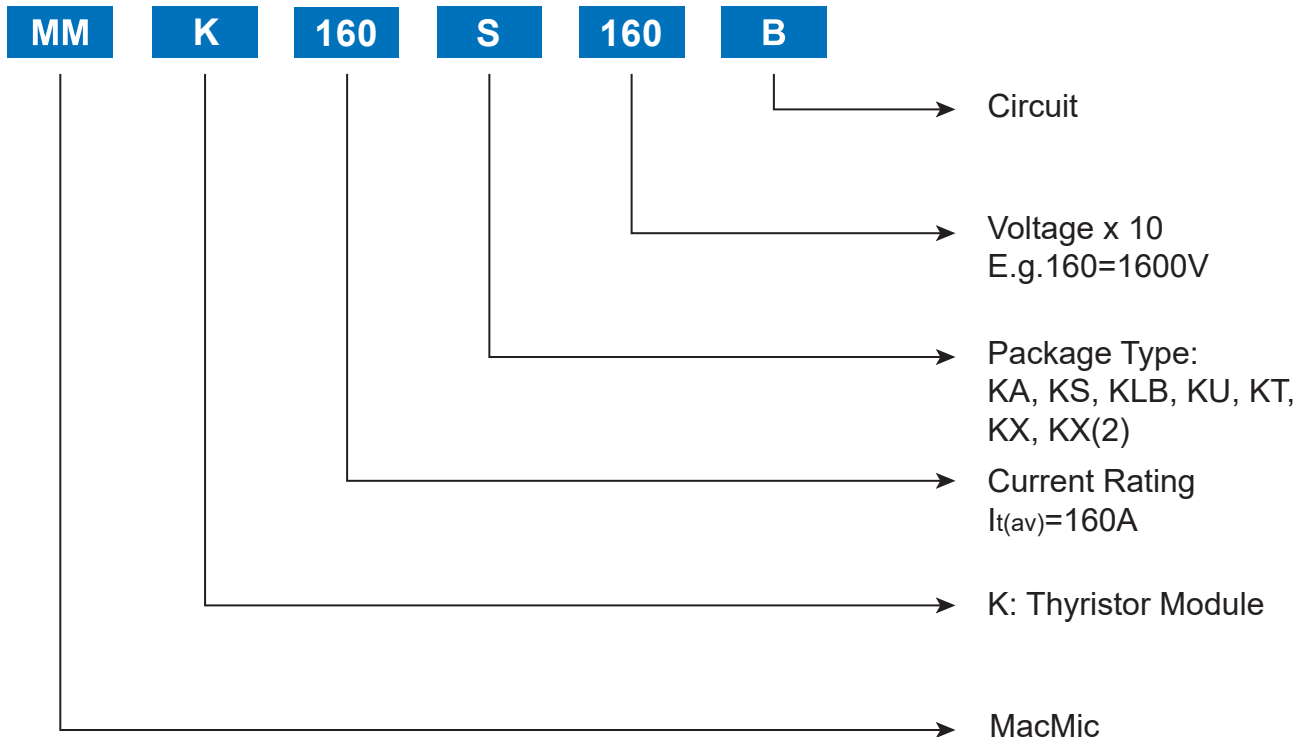 MM K 160 S 160 B
Circuit
Voltage x 10
E.g.160=1600V
Package Type:
KA, KS, KLB, KU, KT,
KX, KX(2)
Current Rating
It(av)=160A
K: Thyristor Module
MacMic